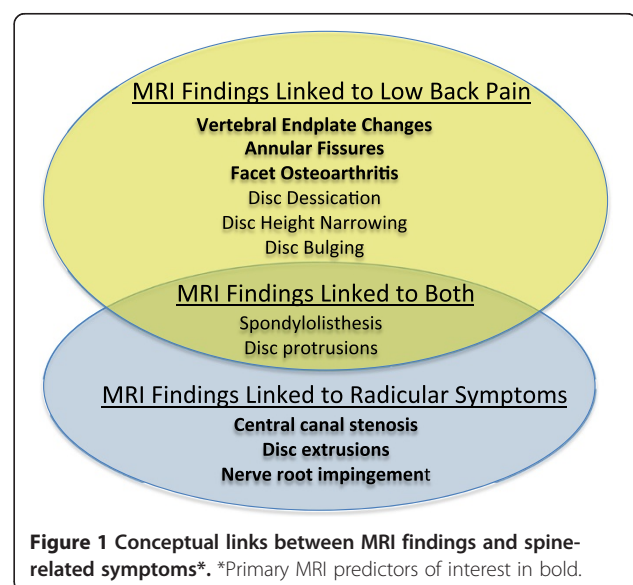 MRI Findings Linked to Low Back Pain
Vertebral Endplate Changes
Annular Fissures
Facet Osteoarthritis
Disc Dessication
Disc Height Narrowing
Disc Bulging
MRI Findings Linked to Both
Spondylolisthesis
Disc protrusions
MRI Findings Linked to Radicular Symptoms
Central canal stenosis
Disc extrusions
Nerve root impingement
Figure 1 Conceptual links between MRI findings and spine-
related symptoms*. *Primary MRI predictors of interest in bold.